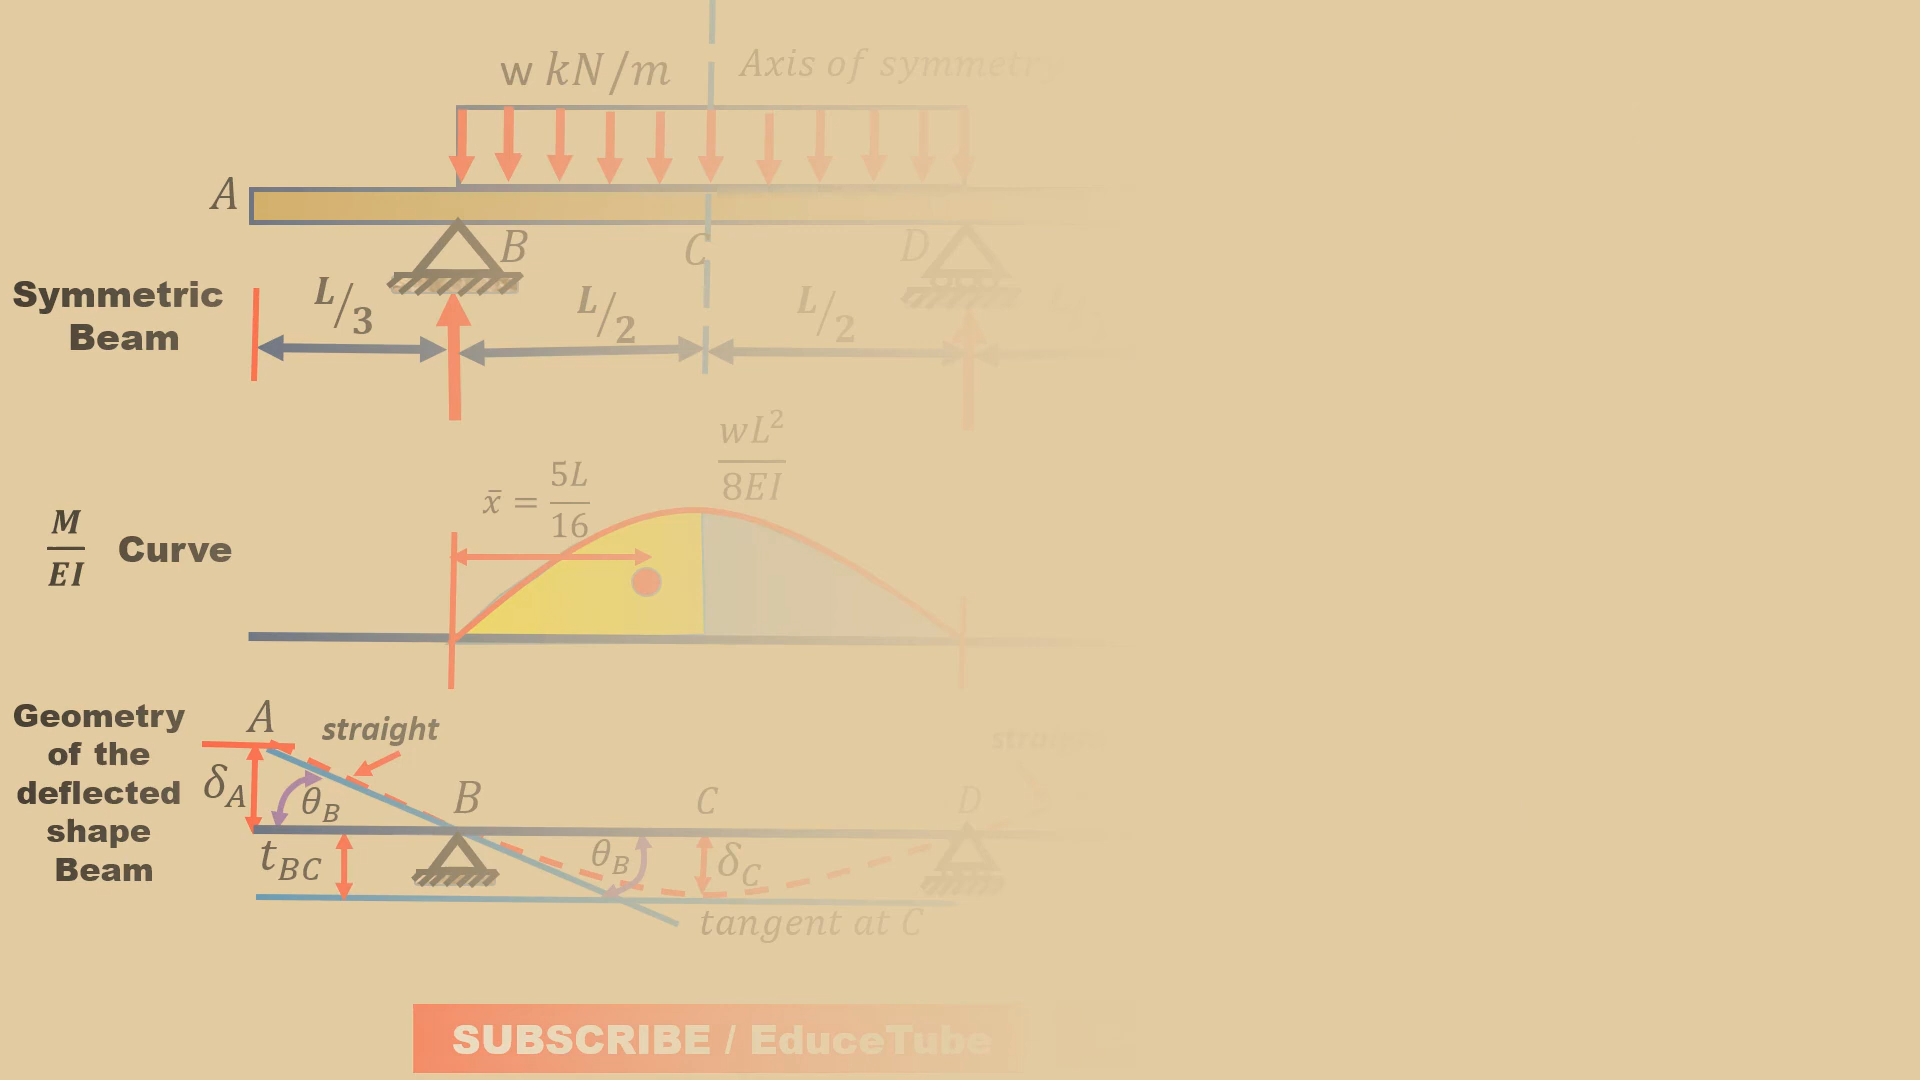 w kN/m
Axis of symmetry
A
B
C
D
Symmetric
Beam
L/3
L/2
L/2
wL²/8EI
x̄ = 5L/16
M/EI Curve
Geometry
of the
deflected
shape
Beam
A
straight
δA
θB
B
C
D
tBC
θB
δC
tangent at C
SUBSCRIBE / EduceTube